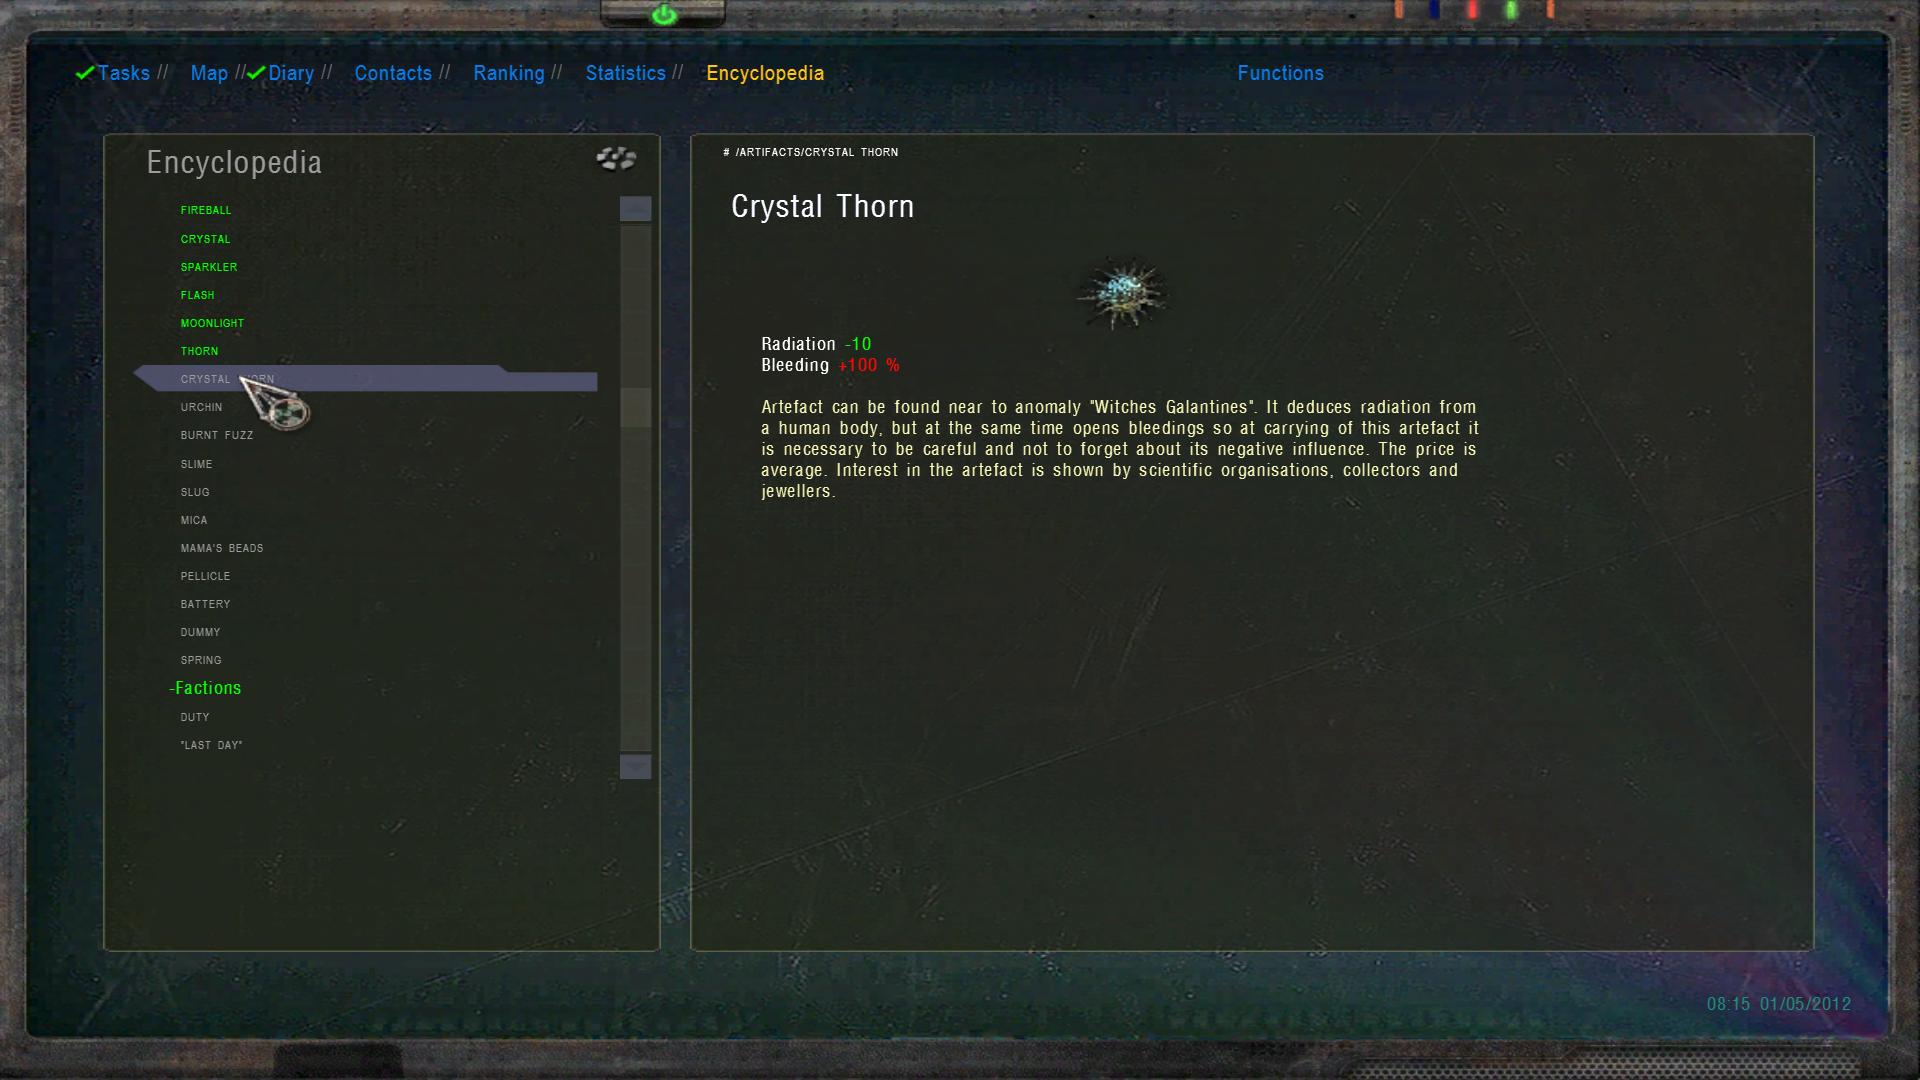 Tasks // Map // Diary // Contacts // Ranking // Statistics // Encyclopedia Functions
Encyclopedia
FIREBALL
CRYSTAL
SPARKLER
FLASH
MOONLIGHT
THORN
CRYSTAL THORN
URCHIN
BURNT FUZZ
SLIME
SLUG
MICA
MAMA'S BEADS
PELLICLE
BATTERY
DUMMY
SPRING
-Factions
DUTY
"LAST DAY"
# /ARTIFACTS/CRYSTAL THORN
Crystal Thorn
Radiation -10
Bleeding +100 %
Artefact can be found near to anomaly "Witches Galantines". It deduces radiation from
a human body, but at the same time opens bleedings so at carrying of this artefact it
is necessary to be careful and not to forget about its negative influence. The price is
average. Interest in the artefact is shown by scientific organisations, collectors and
jewellers.
08:15 01/05/2012